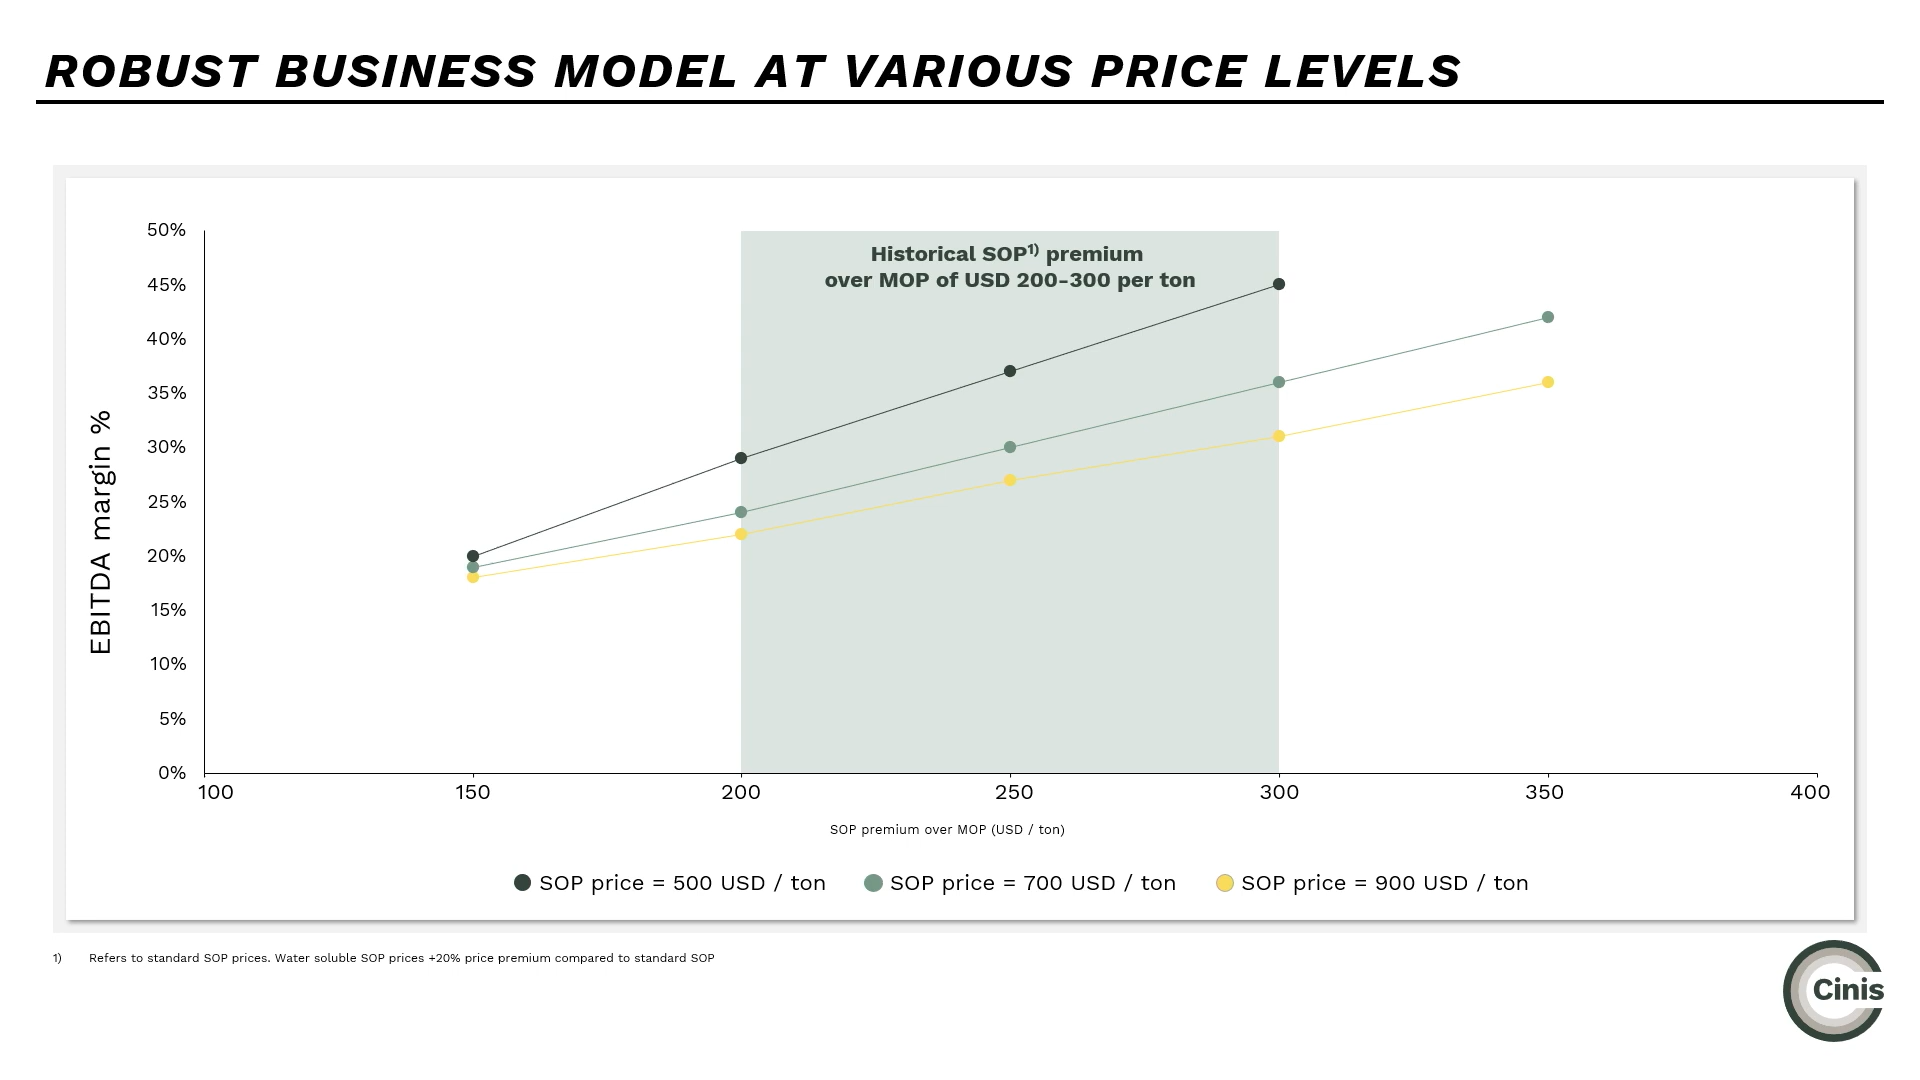 ROBUST BUSINESS MODEL AT VARIOUS PRICE LEVELS
Historical SOP¹⁾ premium
over MOP of USD 200-300 per ton
EBITDA margin %
50%
45%
40%
35%
30%
25%
20%
15%
10%
5%
0%
100 150 200 250 300 350 400
SOP premium over MOP (USD / ton)
SOP price = 500 USD / ton SOP price = 700 USD / ton SOP price = 900 USD / ton
1) Refers to standard SOP prices. Water soluble SOP prices +20% price premium compared to standard SOP
Cinis